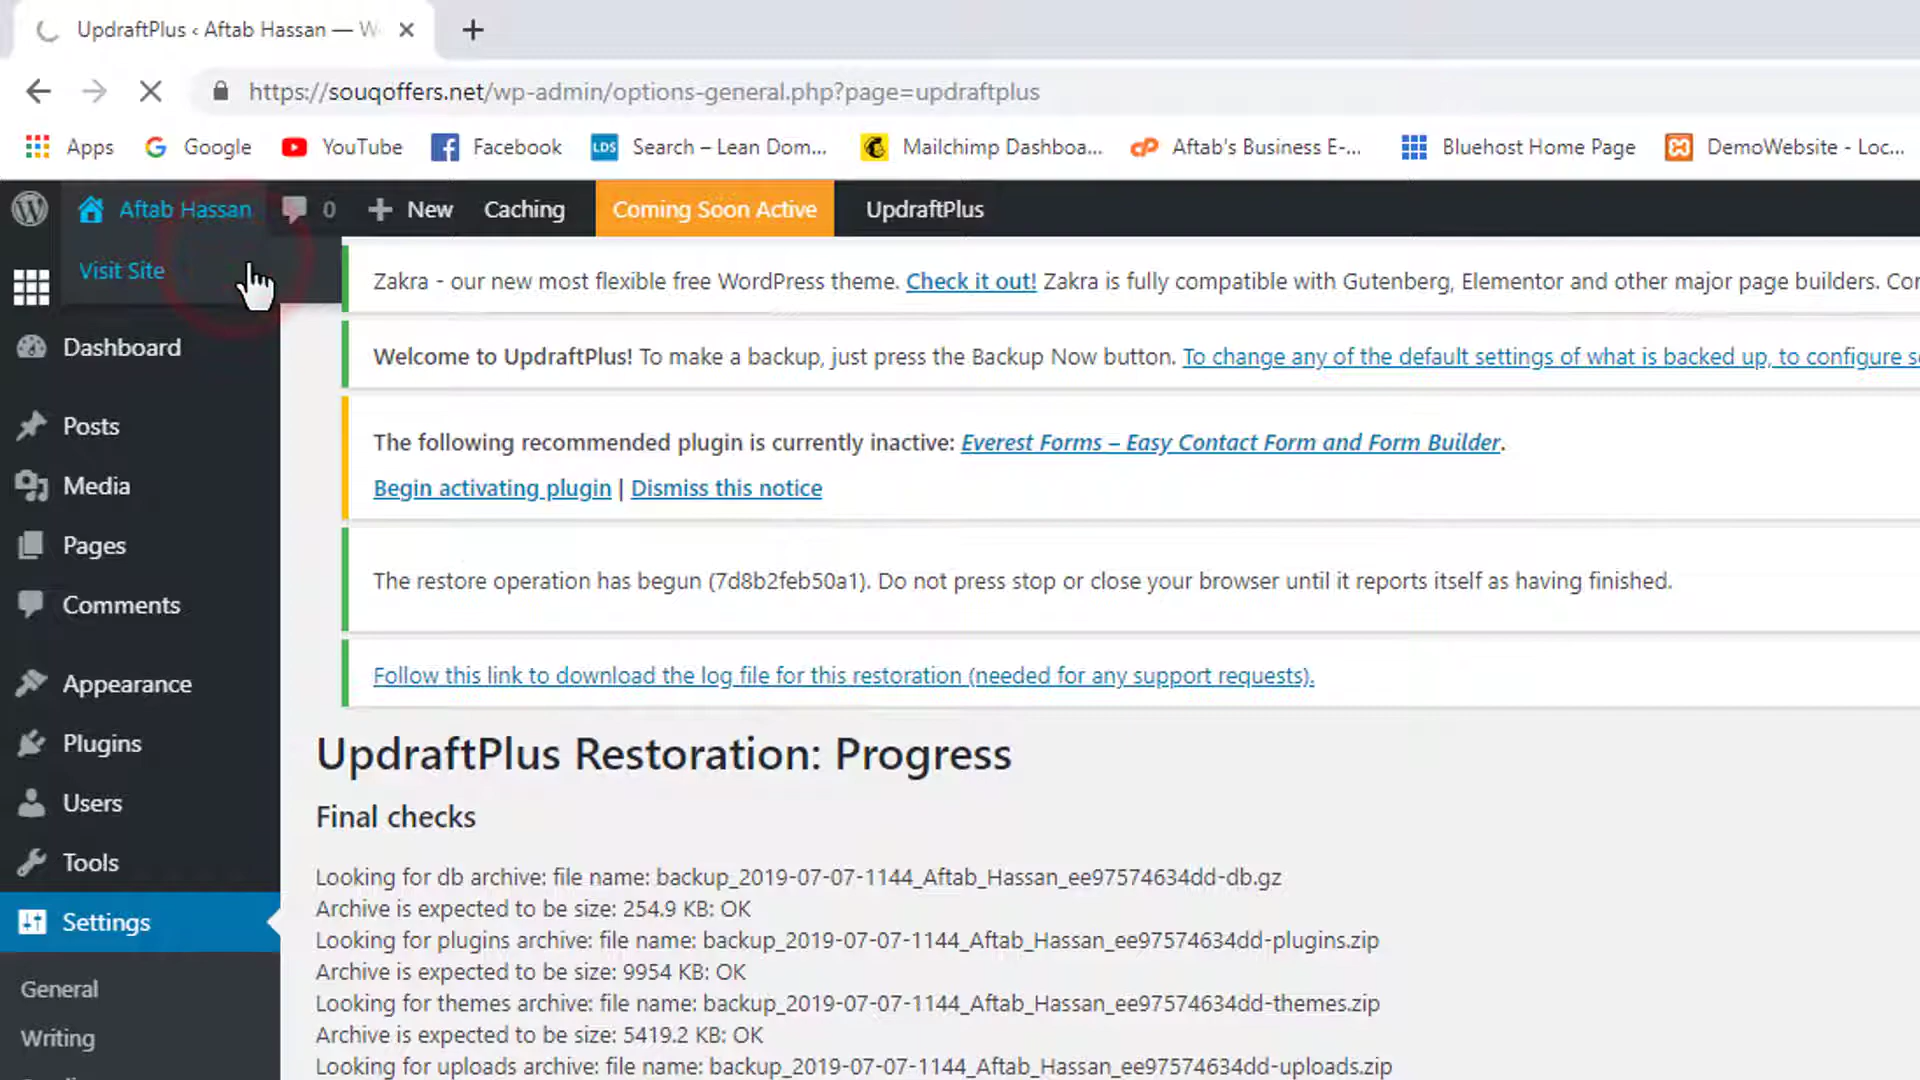 UpdraftPlus ‹ Aftab Hassan — W
https://souqoffers.net/wp-admin/options-general.php?page=updraftplus
Apps Google YouTube Facebook LDS Search – Lean Dom... Mailchimp Dashboa... cP Aftab's Business E-... Bluehost Home Page DemoWebsite - Loc...
Aftab Hassan 0 New Caching Coming Soon Active UpdraftPlus
Visit Site
Zakra - our new most flexible free WordPress theme. Check it out! Zakra is fully compatible with Gutenberg, Elementor and other major page builders. Cor
Dashboard
Welcome to UpdraftPlus! To make a backup, just press the Backup Now button. To change any of the default settings of what is backed up, to configure s
Posts
The following recommended plugin is currently inactive: Everest Forms – Easy Contact Form and Form Builder.
Media
Begin activating plugin | Dismiss this notice
Pages
The restore operation has begun (7d8b2feb50a1). Do not press stop or close your browser until it reports itself as having finished.
Comments
Follow this link to download the log file for this restoration (needed for any support requests).
Appearance
Plugins
UpdraftPlus Restoration: Progress
Users
Final checks
Tools
Looking for db archive: file name: backup_2019-07-07-1144_Aftab_Hassan_ee97574634dd-db.gz
Archive is expected to be size: 254.9 KB: OK
Settings
Looking for plugins archive: file name: backup_2019-07-07-1144_Aftab_Hassan_ee97574634dd-plugins.zip
Archive is expected to be size: 9954 KB: OK
General
Looking for themes archive: file name: backup_2019-07-07-1144_Aftab_Hassan_ee97574634dd-themes.zip
Archive is expected to be size: 5419.2 KB: OK
Writing
Looking for uploads archive: file name: backup_2019-07-07-1144_Aftab_Hassan_ee97574634dd-uploads.zip